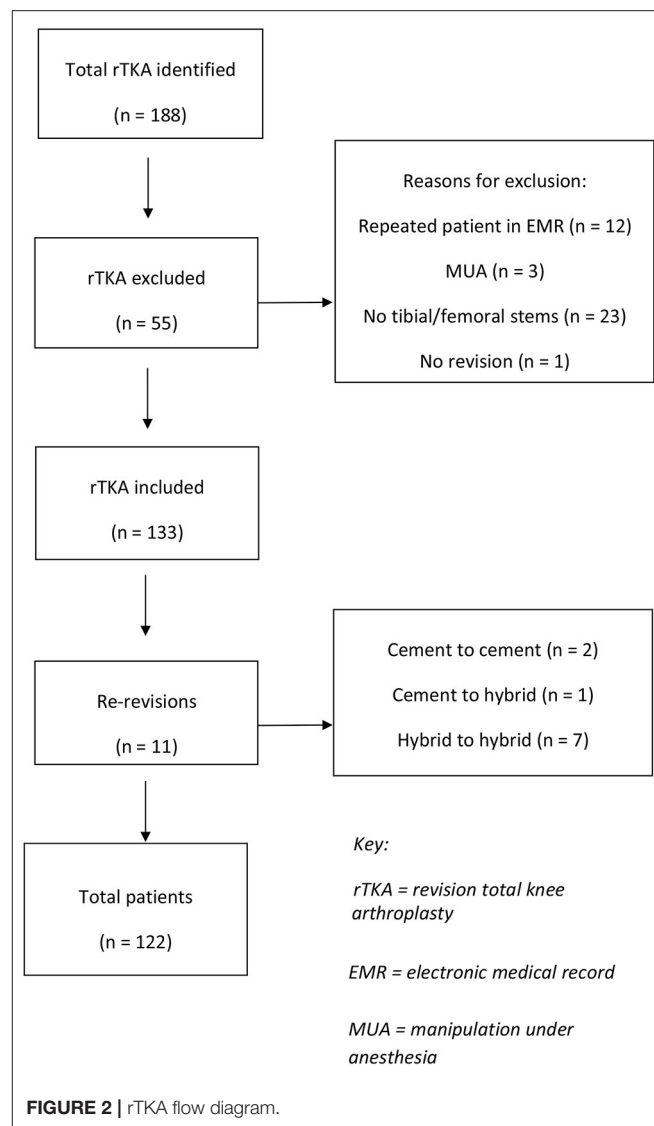 Total rTKA identified
(n = 188)
Reasons for exclusion:
Repeated patient in EMR (n = 12)
MUA (n = 3)
No tibial/femoral stems (n = 23)
No revision (n = 1)
rTKA excluded
(n = 55)
rTKA included
(n = 133)
Re-revisions
(n = 11)
Cement to cement (n = 2)
Cement to hybrid (n = 1)
Hybrid to hybrid (n = 7)
Total patients
(n = 122)
Key:
rTKA = revision total knee
arthroplasty
EMR = electronic medical record
MUA = manipulation under
anesthesia
FIGURE 2 | rTKA flow diagram.